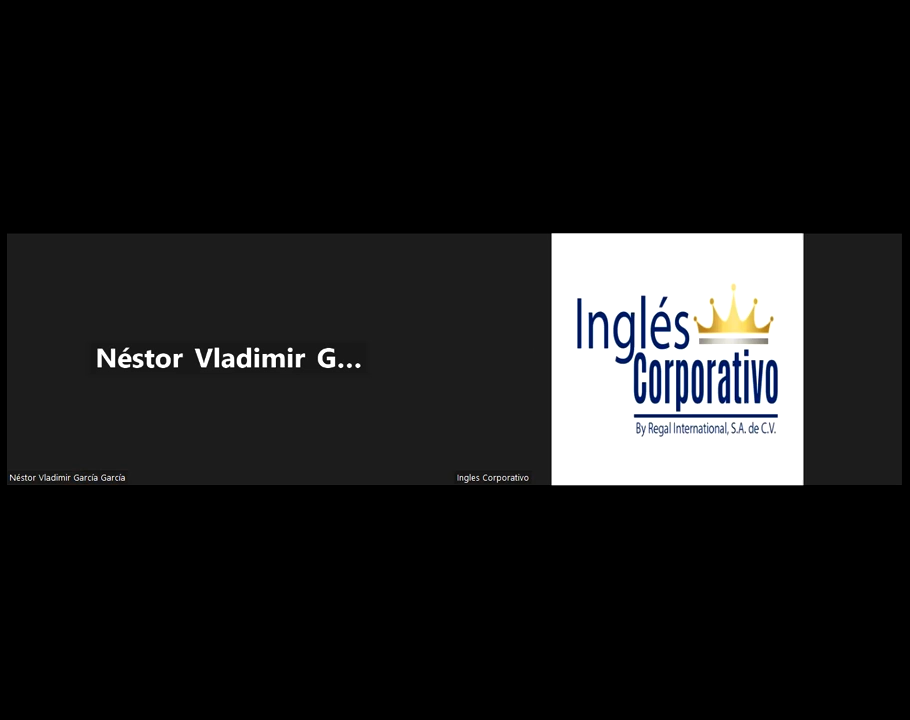 Néstor Vladimir G...
Néstor Vladimir García García
Ingles Corporativo
Inglés
Corporativo
By Regal International, S.A. de C.V.